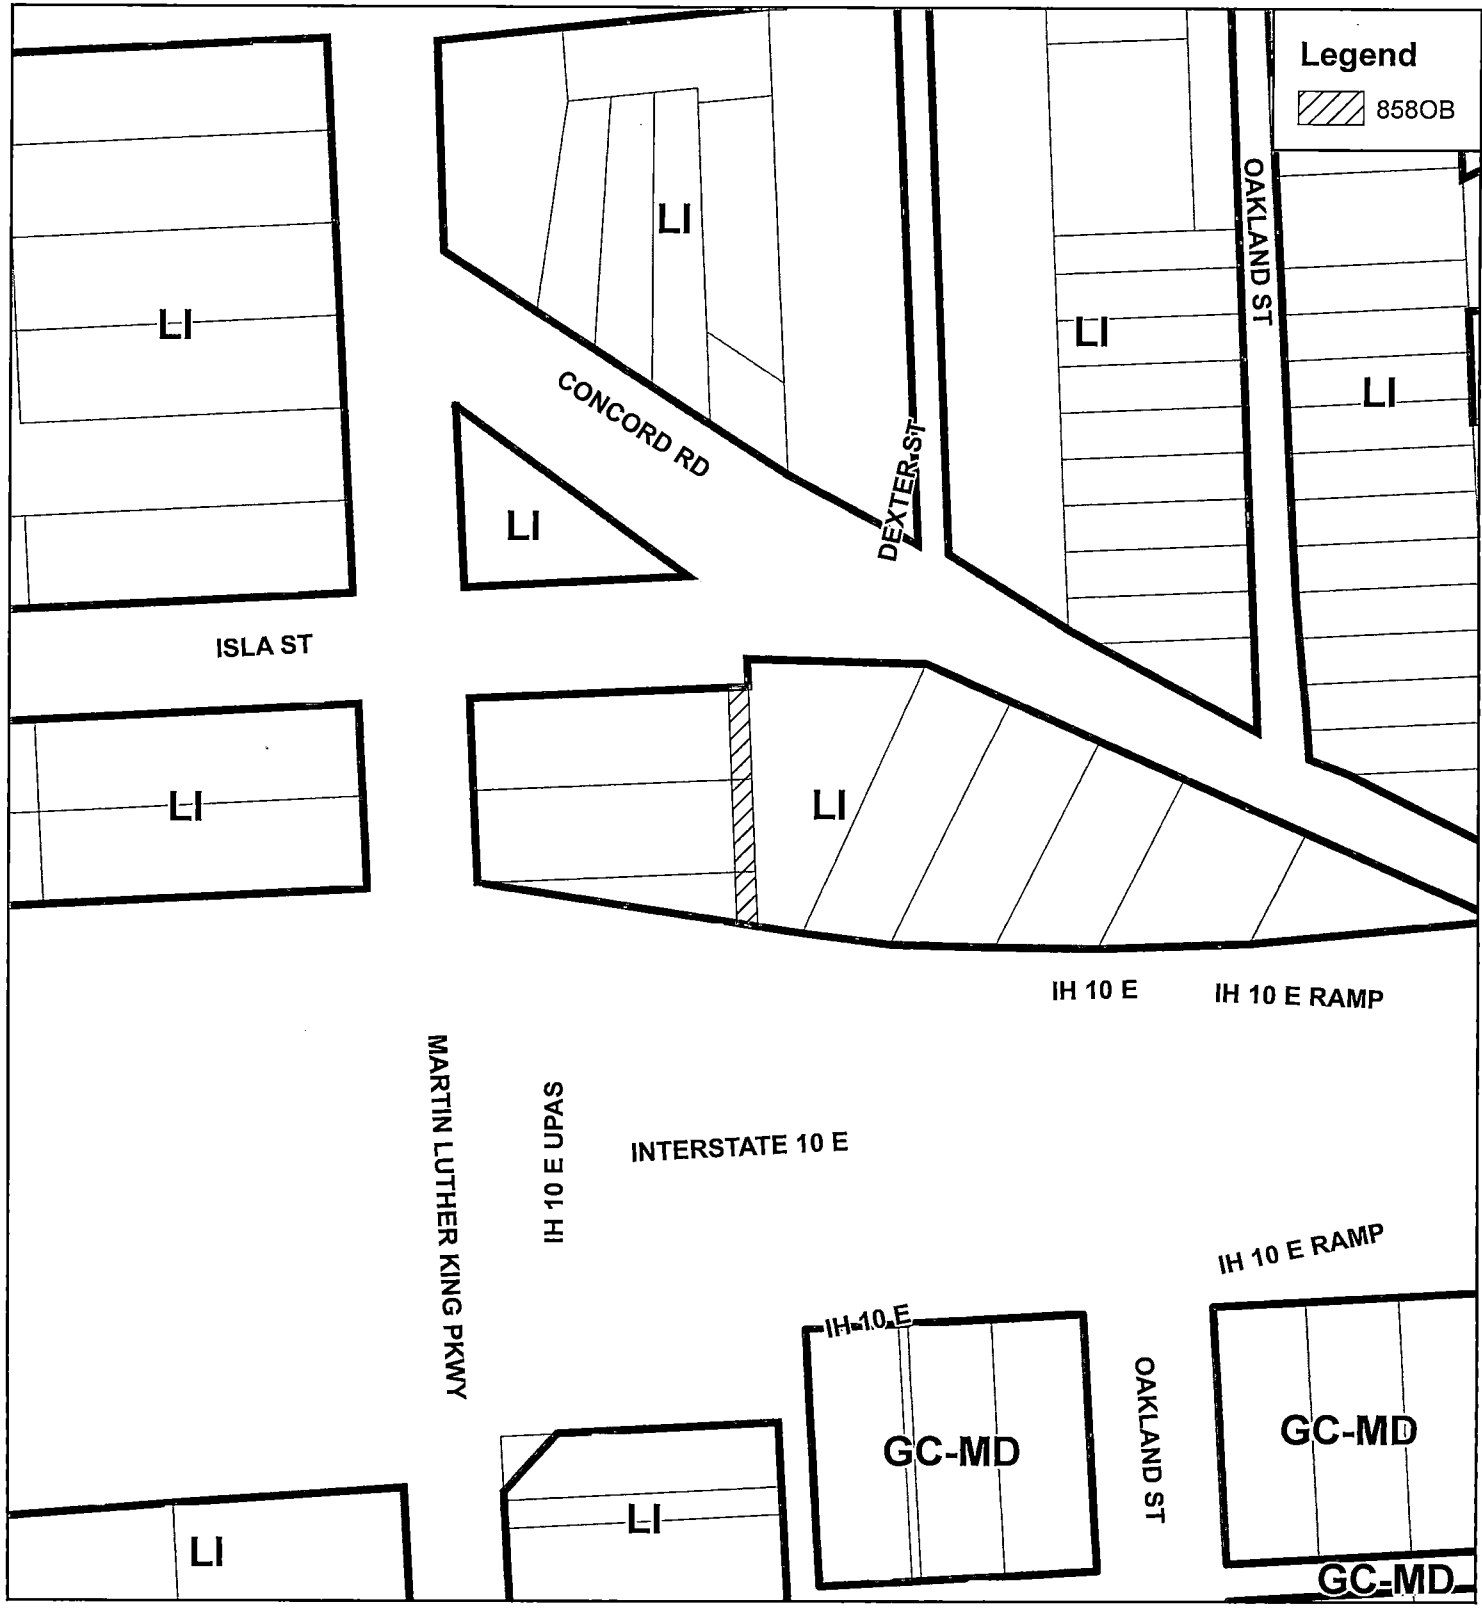 Legend
858OB
OAKLAND ST
LI
LI
LI
LI
CONCORD RD
DEXTER ST
LI
ISLA ST
LI
LI
IH 10 E
IH 10 E RAMP
MARTIN LUTHER KING PKWY
IH 10 E UPAS
INTERSTATE 10 E
IH 10 E RAMP
IH 10 E
OAKLAND ST
GC-MD
GC-MD
LI
LI
GC-MD